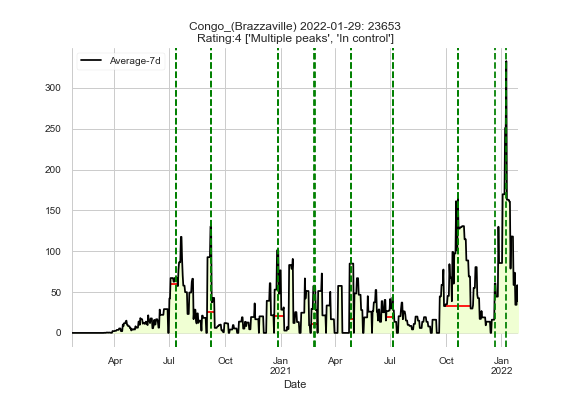 Congo_(Brazzaville) 2022-01-29: 23653
Rating:4 ['Multiple peaks', 'In control']
Average-7d
300
250
200
150
100
50
0
Apr Jul Oct Jan Apr Jul Oct Jan
2021 2022
Date